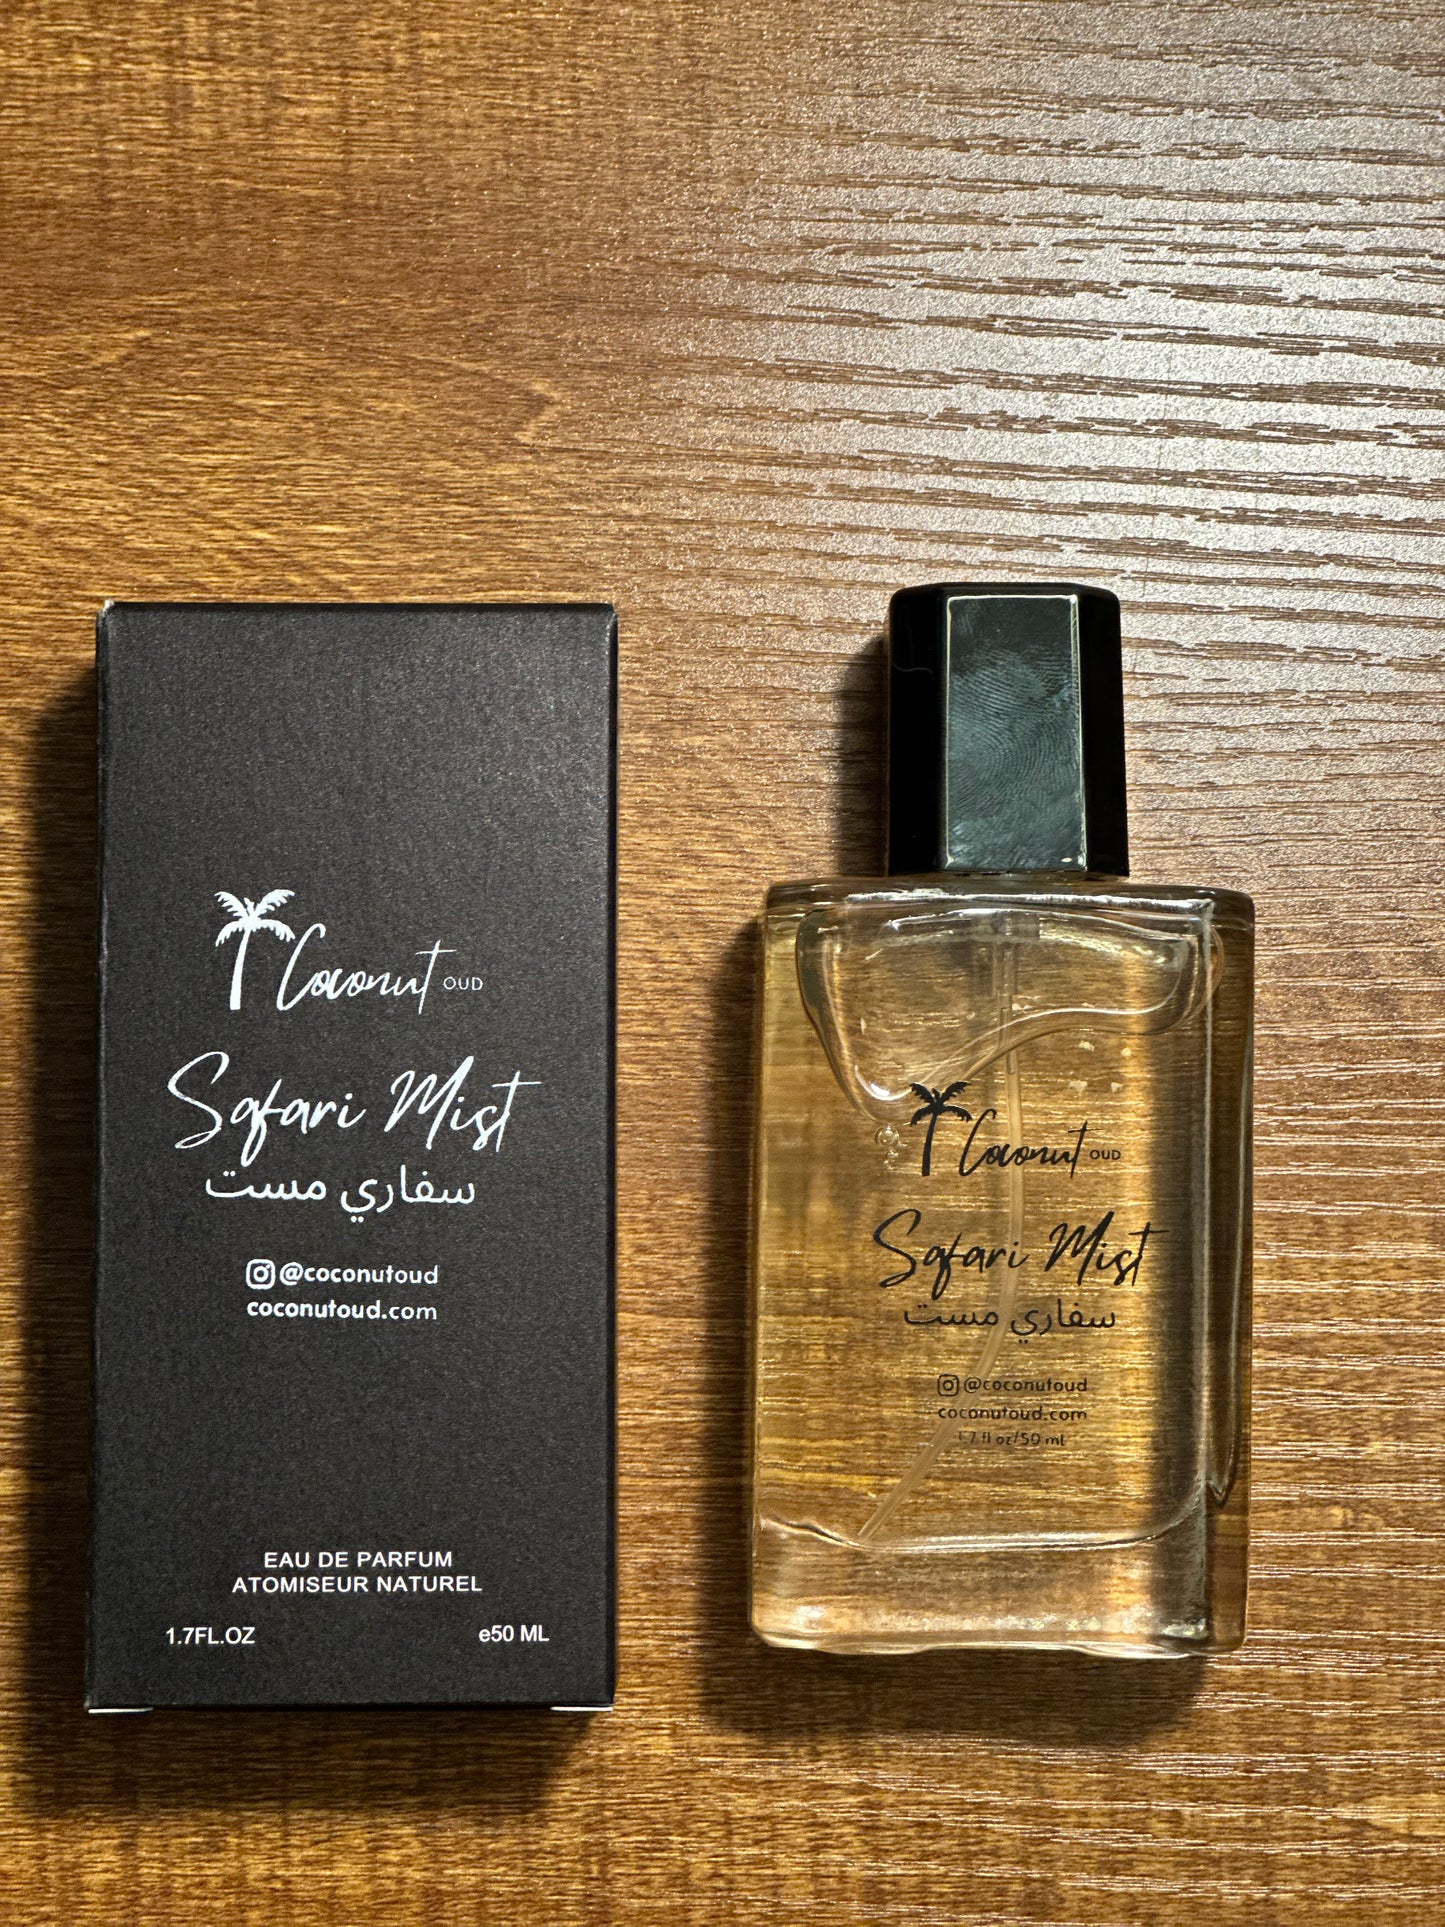 Coconut OUD
Safari Mist
سفاري مست
@coconutoud
coconutoud.com
EAU DE PARFUM
ATOMISEUR NATUREL
1.7FL.OZ
e50 ML
Coconut OUD
Safari Mist
سفاري مست
@coconutoud
coconutoud.com
1.7 fl oz/50 ml